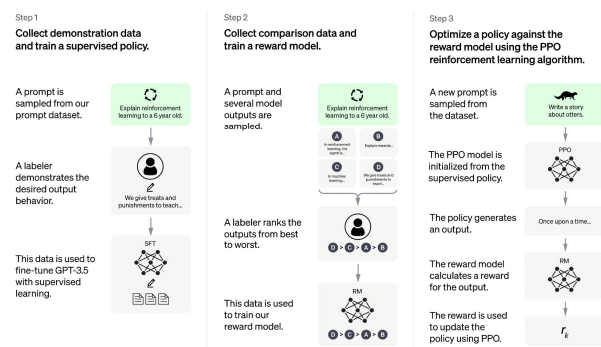 Step 1
Collect demonstration data
and train a supervised policy.
A prompt is
sampled from our
prompt dataset.
Explain reinforcement
learning to a 6 year old.
A labeler
demonstrates the
desired output
behavior.
We give treats and
punishments to teach...
This data is used to
fine-tune GPT-3.5
with supervised
learning.
SFT
Step 2
Collect comparison data and
train a reward model.
A prompt and
several model
outputs are
sampled.
Explain reinforcement
learning to a 6 year old.
A
In reinforcement
learning, the
agent is...
B
Explain rewards...
C
In machine
learning...
D
We give treats and
punishments to
teach...
A labeler ranks the
outputs from best
to worst.
D > C > A > B
This data is used
to train our
reward model.
RM
D > C > A > B
Step 3
Optimize a policy against the
reward model using the PPO
reinforcement learning algorithm.
A new prompt is
sampled from
the dataset.
Write a story
about otters.
The PPO model is
initialized from the
supervised policy.
PPO
The policy generates
an output.
Once upon a time...
The reward model
calculates a reward
for the output.
RM
The reward is used
to update the
policy using PPO.
rk